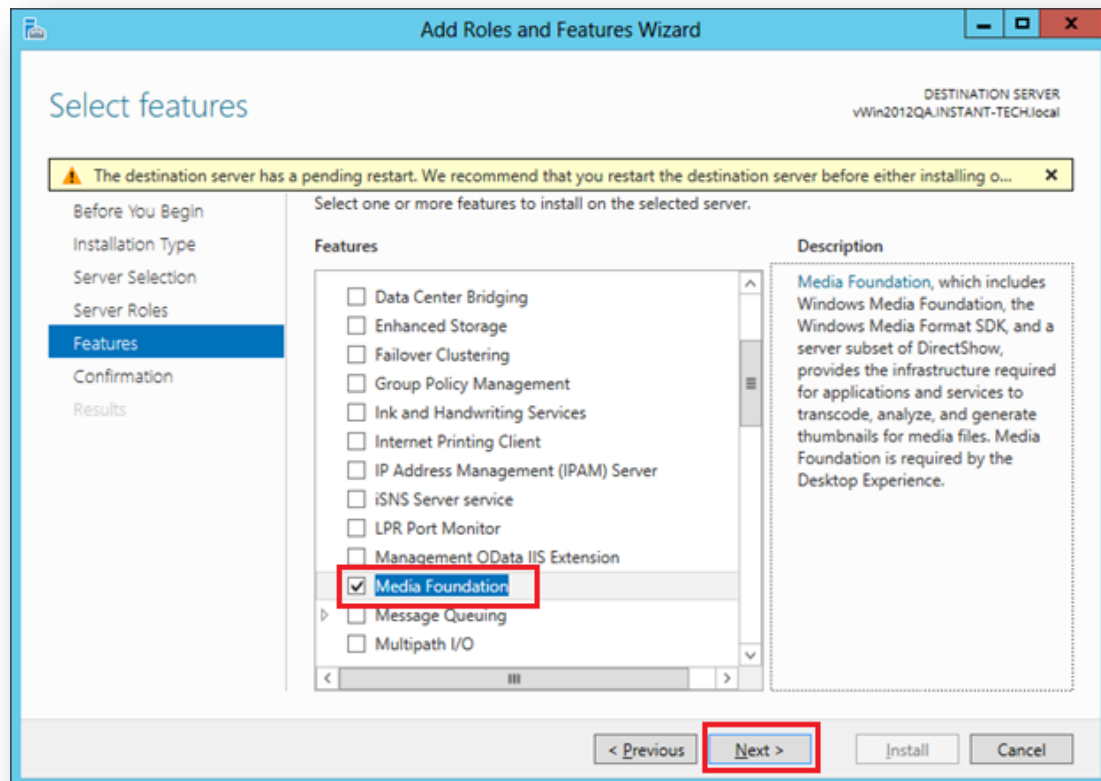 Add Roles and Features Wizard
Select features
DESTINATION SERVER
vWin2012QA.INSTANT-TECH.local
The destination server has a pending restart. We recommend that you restart the destination server before either installing o...
Before You Begin
Installation Type
Server Selection
Server Roles
Features
Confirmation
Results
Select one or more features to install on the selected server.
Features
Data Center Bridging
Enhanced Storage
Failover Clustering
Group Policy Management
Ink and Handwriting Services
Internet Printing Client
IP Address Management (IPAM) Server
iSNS Server service
LPR Port Monitor
Management OData IIS Extension
Media Foundation
Message Queuing
Multipath I/O
Description
Media Foundation, which includes
Windows Media Foundation, the
Windows Media Format SDK, and a
server subset of DirectShow,
provides the infrastructure required
for applications and services to
transcode, analyze, and generate
thumbnails for media files. Media
Foundation is required by the
Desktop Experience.
< Previous
Next >
Install
Cancel